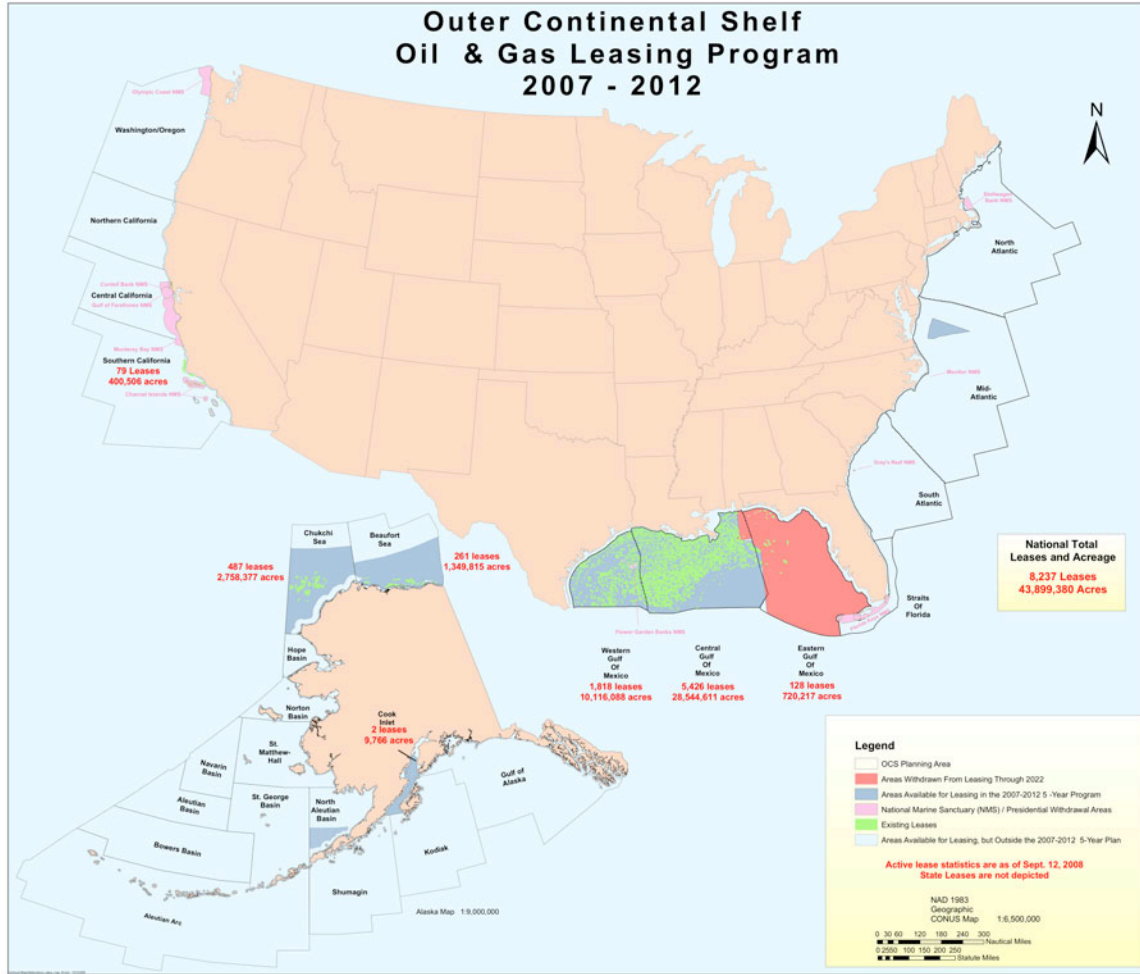 Outer Continental Shelf
Oil & Gas Leasing Program
2007 - 2012
N
Olympic Coast NMS
Washington/Oregon
Northern California
Cordell Bank NMS
Central California
Gulf of Farallones NMS
Monterey Bay NMS
Southern California
79 Leases
400,506 acres
Channel Islands NMS
Stellwagen
Bank NMS
North
Atlantic
Monitor NMS
Mid-
Atlantic
Gray's Reef NMS
South
Atlantic
Straits
Of Florida
Florida Keys NMS
National Total
Leases and Acreage
8,237 Leases
43,899,380 Acres
Chukchi
Sea
Beaufort
Sea
487 leases
2,758,377 acres
261 leases
1,349,815 acres
Flower Garden Banks NMS
Western
Gulf
Of
Mexico
1,818 leases
10,116,088 acres
Central
Gulf
Of
Mexico
5,426 leases
28,544,611 acres
Eastern
Gulf
Of
Mexico
128 leases
720,217 acres
Hope
Basin
Norton
Basin
Cook
Inlet
2 leases
9,766 acres
St.
Matthew-
Hall
Navarin
Basin
Aleutian
Basin
St. George
Basin
North
Aleutian
Basin
Bowers Basin
Aleutian Arc
Shumagin
Kodiak
Gulf of
Alaska
Alaska Map 1:9,000,000
Legend
OCS Planning Area
Areas Withdrawn From Leasing Through 2022
Areas Available for Leasing in the 2007-2012 5 -Year Program
National Marine Sanctuary (NMS) / Presidential Withdrawal Areas
Existing Leases
Areas Available for Leasing, but Outside the 2007-2012 5-Year Plan
Active lease statistics are as of Sept. 12, 2008
State Leases are not depicted
NAD 1983
Geographic
CONUS Map 1:6,500,000
0 30 60 120 180 240 300
Nautical Miles
0 2550 100 150 200 250
Statute Miles